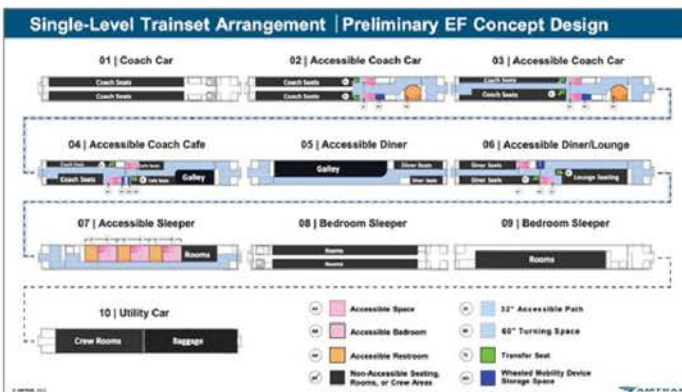 Single-Level Trainset Arrangement | Preliminary EF Concept Design
01 | Coach Car
02 | Accessible Coach Car
03 | Accessible Coach Car
Coach Seats
Coach Seats
Coach Seats
Coach Seats
Coach Seats
Coach Seats
04 | Accessible Coach Cafe
05 | Accessible Diner
06 | Accessible Diner/Lounge
Coach Seats
Cafe Seats
Coach Seats
Cafe Seats
Galley
Galley
Diner Seats
Diner Seats
Diner Seats
Diner Seats
Lounge Seating
07 | Accessible Sleeper
08 | Bedroom Sleeper
09 | Bedroom Sleeper
Rooms
Rooms
Rooms
Rooms
10 | Utility Car
Crew Rooms
Baggage
Accessible Space
Accessible Bedroom
Accessible Restroom
Non-Accessible Seating,
Rooms, or Crew Areas
32" Accessible Path
60" Turning Space
Transfer Seat
Wheeled Mobility Device
Storage Space
AMTRAK